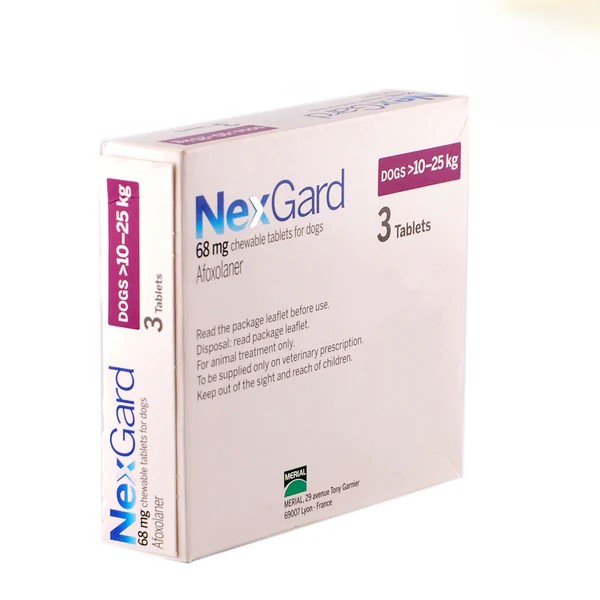 NexGard
68 mg chewable tablets for dogs
Afoxolaner
DOGS >10–25 kg
3 Tablets
Read the package leaflet before use.
Disposal: read package leaflet.
For animal treatment only.
To be supplied only on veterinary prescription.
Keep out of the sight and reach of children.
MERIAL
MERIAL, 29 avenue Tony Garnier
69007 Lyon - France
DOGS >10–25 kg
3 Tablets
NexGard
68 mg chewable tablets for dogs
Afoxolaner
NexGard